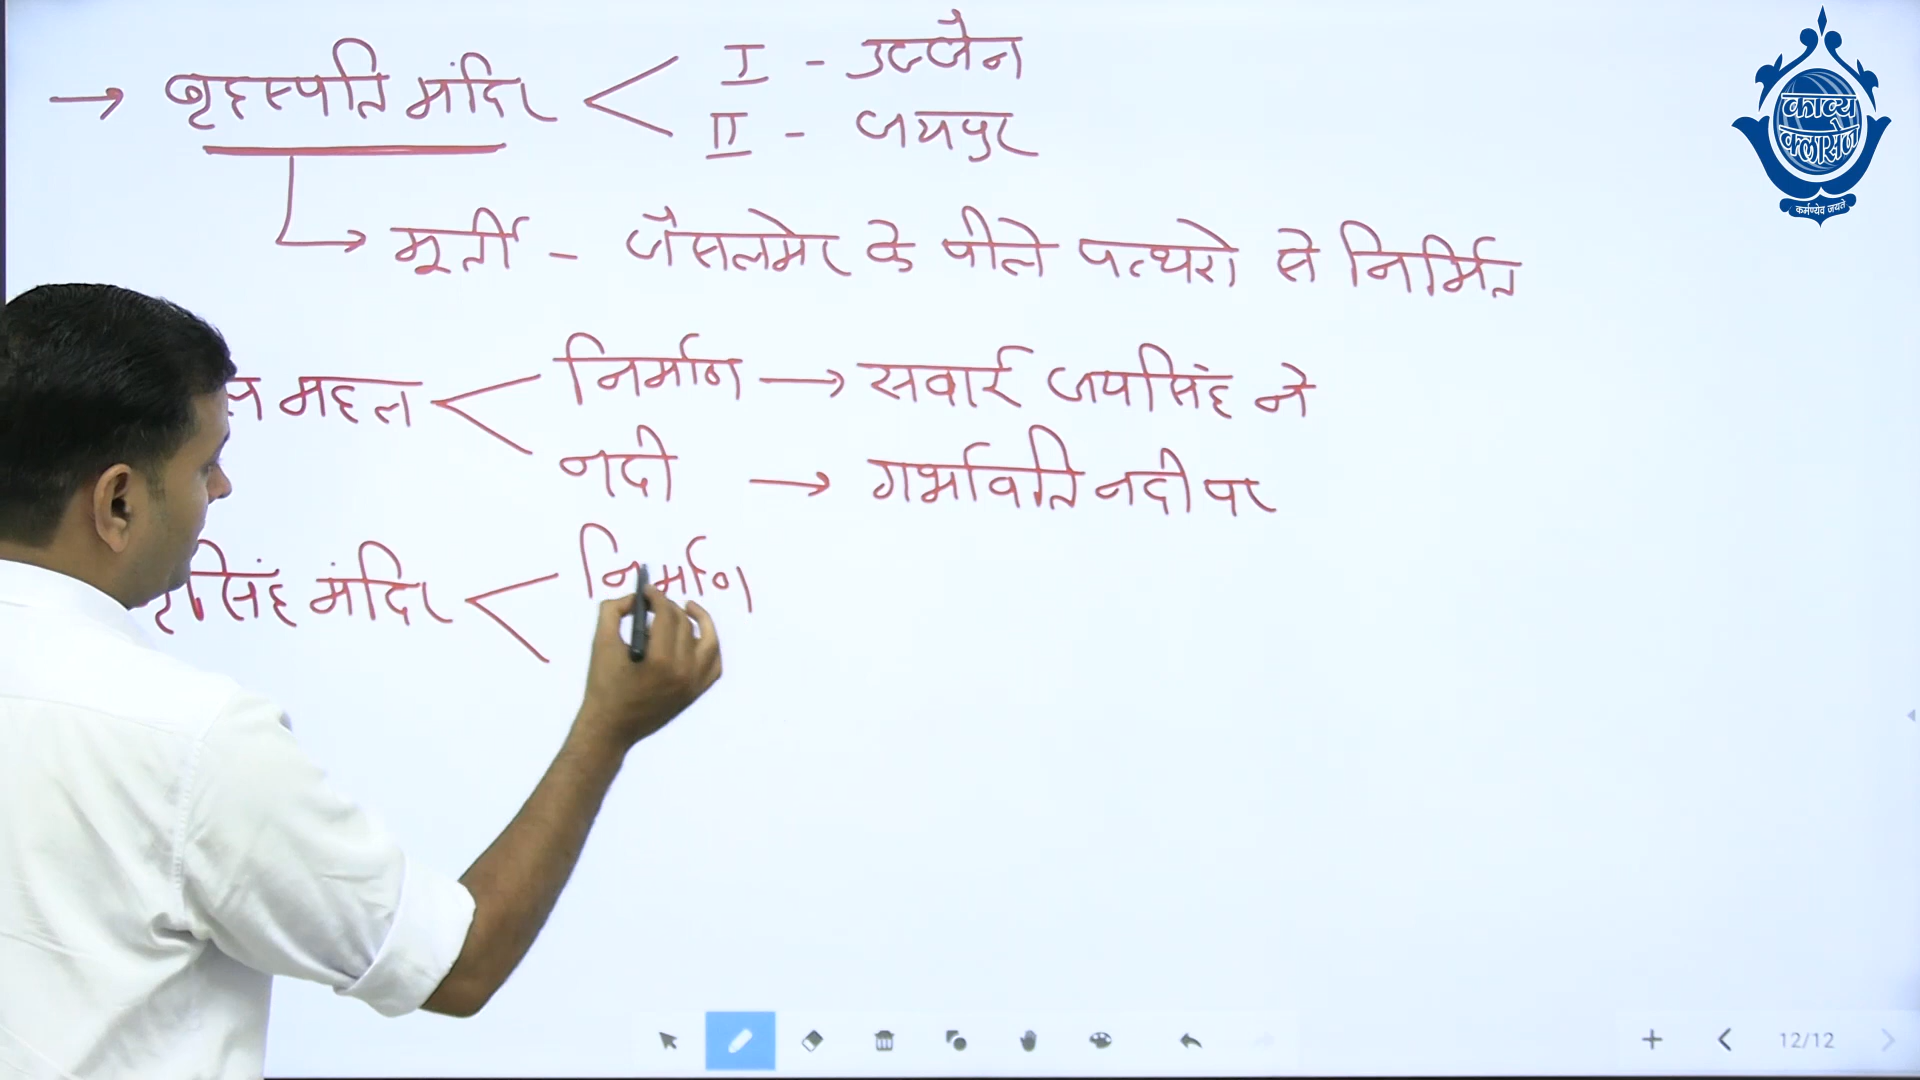 → बृहस्पति मंदिर < I - उज्जैन
II - जयपुर
→ मूर्ती - जैसलमेर के पीले पत्थरो से निर्मित
महल < निर्माण → सवाई जयसिंह ने
नदी → गर्भावति नदी पर
सिंह मंदिर < निर्माण
काव्य
क्लासेज
कर्मण्येव जयते
12/12